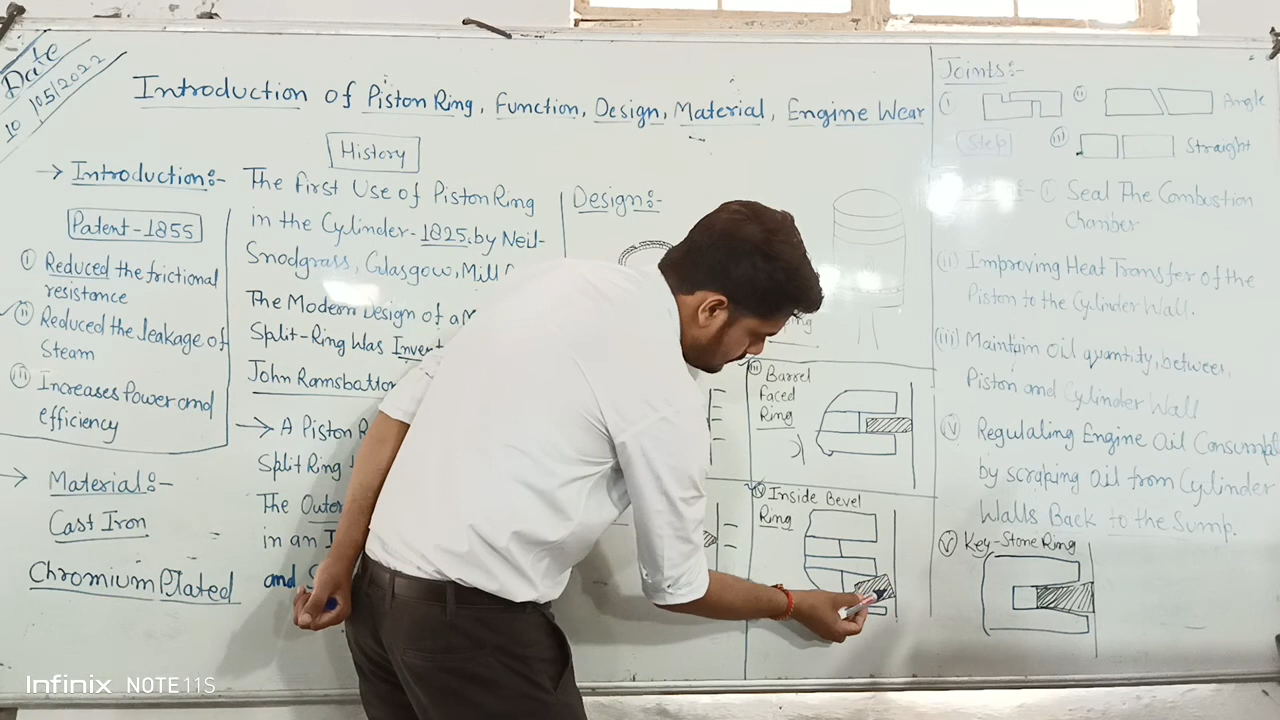 Date
10/05/2022
Introduction of Piston Ring, Function, Design, Material, Engine Wear
History
→ Introduction:-
Patent-1855
(i) Reduced the frictional
resistance
(ii) Reduced the leakage of
Steam
(iii) Increases Power and
efficiency
→ Material:-
Cast Iron
Chromium Plated
The First Use of Piston Ring
in the Cylinder-1825, by Neil-
Snodgrass, Glasgow, Mill
The Modern Design of a
Split-Ring Was
John Ramsbattom
→ A Piston
Split Ring
The Outer
in an
and
Design:-
(iii) Barrel
Faced
Ring
(iv) Inside Bevel
Ring
Joints:-
(i)
(ii)
Angle
Step
(iii)
Straight
(i) Seal The Combustion
Chamber
(ii) Improving Heat Transfer of the
Piston to the Cylinder Wall.
(iii) Maintain Oil quantity, between,
Piston and Cylinder Wall
(iv) Regulating Engine Oil
by scraping Oil from Cylinder
Walls Back to the Sump.
(v) Key-Stone Ring
Infinix NOTE 11S